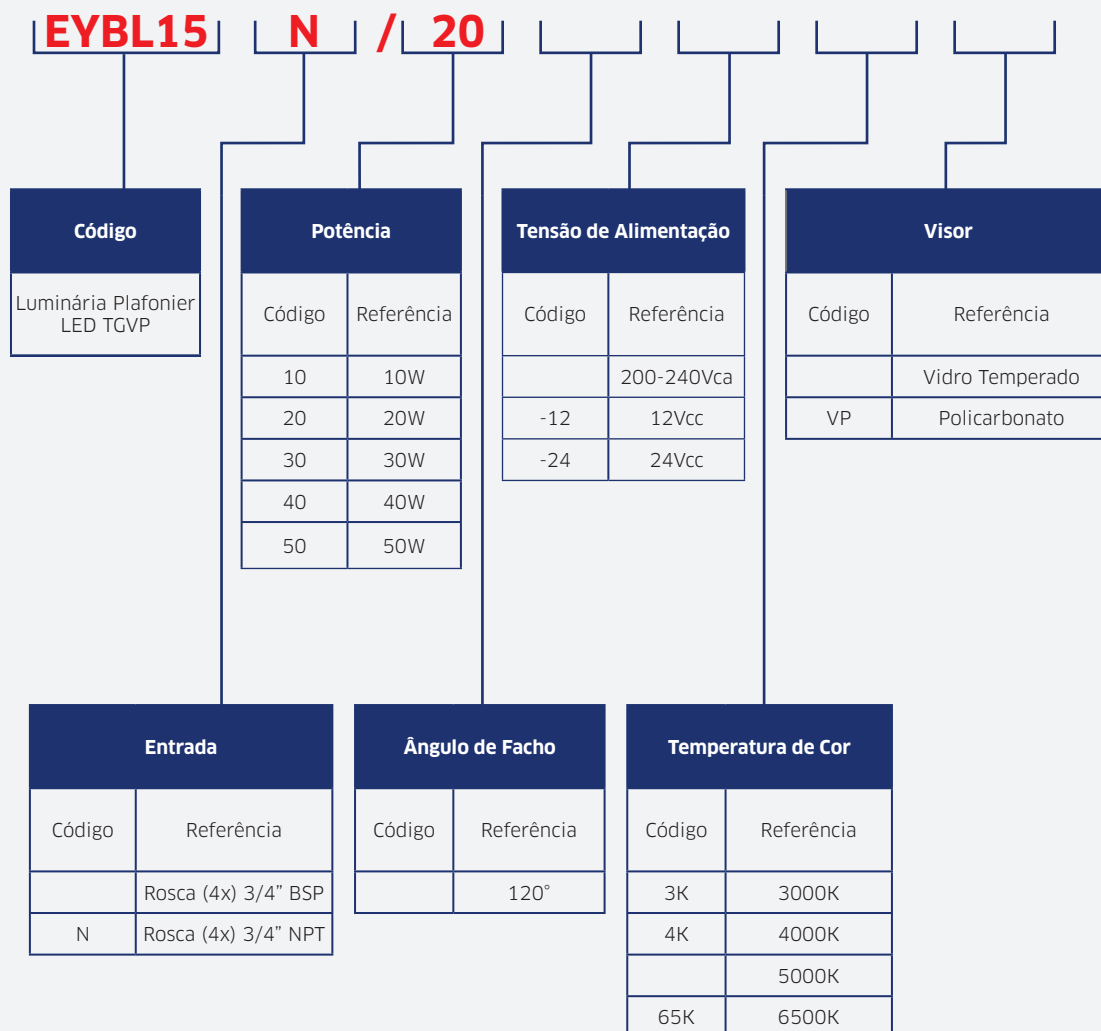 EYBL15 N / 20
Código
Luminária Plafonier
LED TGVP
Potência
Código Referência
10 10W
20 20W
30 30W
40 40W
50 50W
Tensão de Alimentação
Código Referência
200-240Vca
-12 12Vcc
-24 24Vcc
Visor
Código Referência
Vidro Temperado
VP Policarbonato
Entrada
Código Referência
Rosca (4x) 3/4” BSP
N Rosca (4x) 3/4” NPT
Ângulo de Facho
Código Referência
120°
Temperatura de Cor
Código Referência
3K 3000K
4K 4000K
5000K
65K 6500K